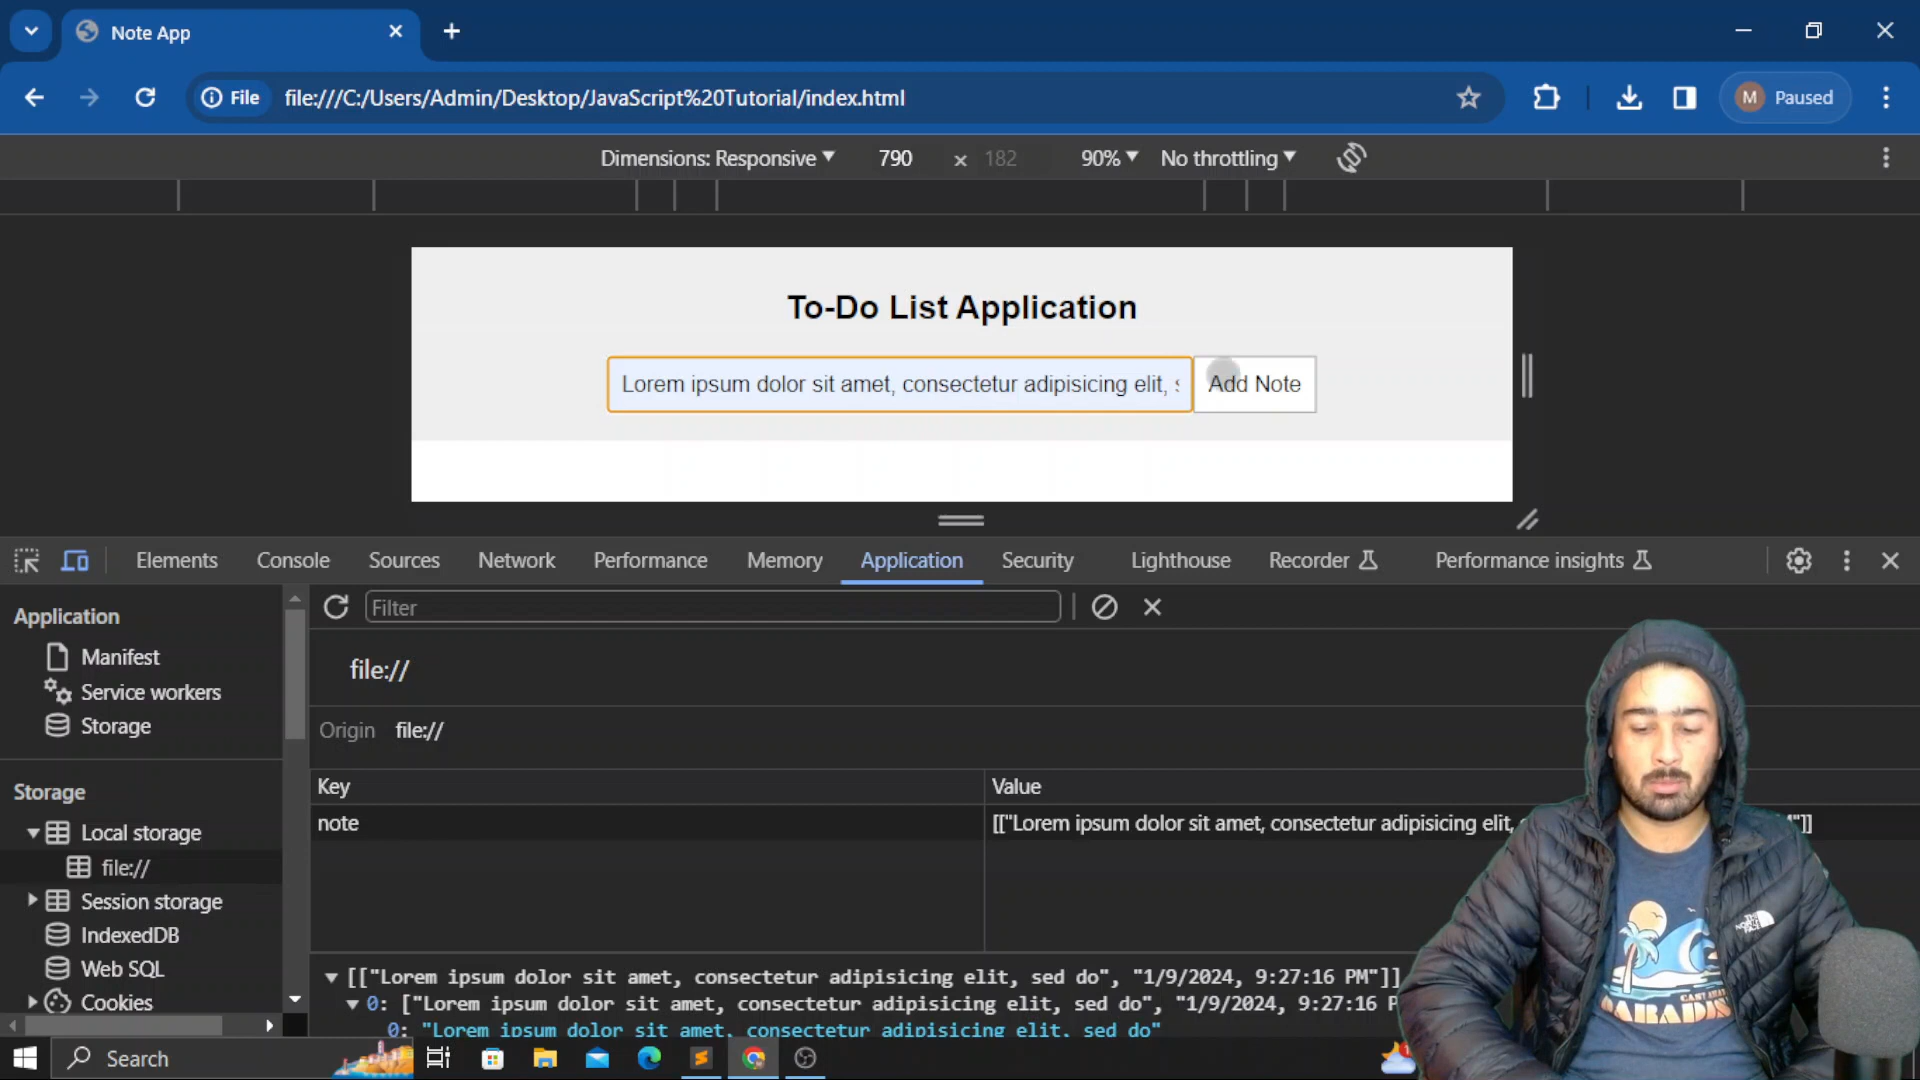 Note App
File file:///C:/Users/Admin/Desktop/JavaScript%20Tutorial/index.html
M Paused
Dimensions: Responsive 790 × 182 90% No throttling
To-Do List Application
Lorem ipsum dolor sit amet, consectetur adipisicing elit, Add Note
Elements Console Sources Network Performance Memory Application Security Lighthouse Recorder Performance insights
Application
Manifest
Service workers
Storage
Storage
Local storage
file://
Session storage
IndexedDB
Web SQL
Cookies
Filter
file://
Origin file://
Key Value
note [["Lorem ipsum dolor sit amet, consectetur adipisicing elit, "]]
[["Lorem ipsum dolor sit amet, consectetur adipisicing elit, sed do", "1/9/2024, 9:27:16 PM"]]
0: ["Lorem ipsum dolor sit amet, consectetur adipisicing elit, sed do", "1/9/2024, 9:27:16
0: "Lorem ipsum dolor sit amet, consectetur adipisicing elit, sed do"
THE NORTH FACE
Search